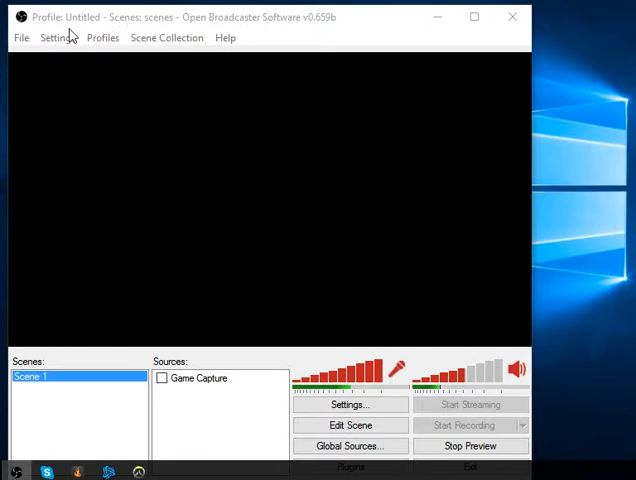 Profile: Untitled - Scenes: scenes - Open Broadcaster Software v0.659b
File Settings Profiles Scene Collection Help
Scenes: Sources:
Scene 1 Game Capture
Settings... Start Streaming
Edit Scene Start Recording
Global Sources... Stop Preview
Plugins Exit